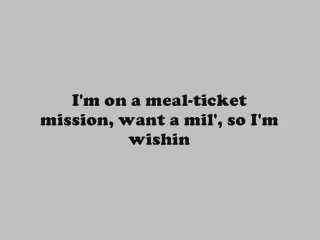 I'm on a meal-ticket
mission, want a mil', so I'm
wishin